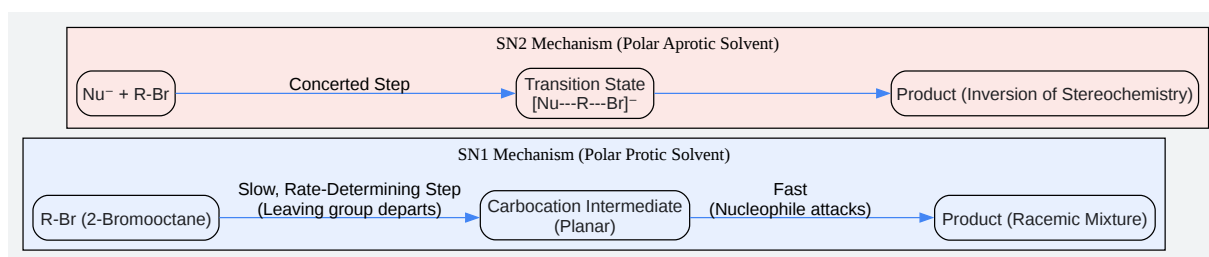 SN2 Mechanism (Polar Aprotic Solvent)
Nu⁻ + R-Br
Concerted Step
Transition State
[Nu---R---Br]⁻
Product (Inversion of Stereochemistry)
SN1 Mechanism (Polar Protic Solvent)
R-Br (2-Bromooctane)
Slow, Rate-Determining Step
(Leaving group departs)
Carbocation Intermediate
(Planar)
Fast
(Nucleophile attacks)
Product (Racemic Mixture)